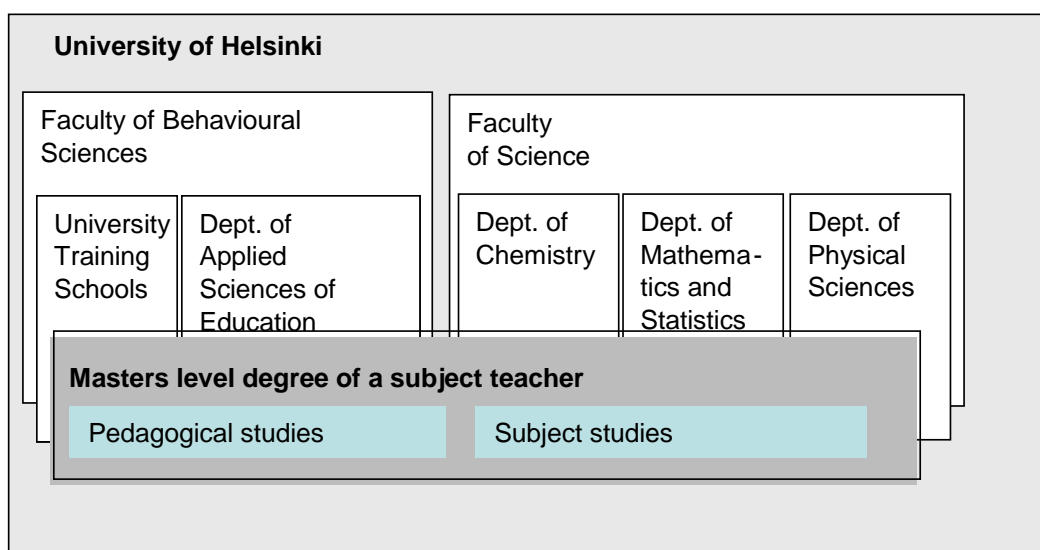 University of Helsinki
Faculty of Behavioural
Sciences
Faculty
of Science
University
Training
Schools
Dept. of
Applied
Sciences of
Education
Dept. of
Chemistry
Dept. of
Mathema-
tics and
Statistics
Dept. of
Physical
Sciences
Masters level degree of a subject teacher
Pedagogical studies
Subject studies